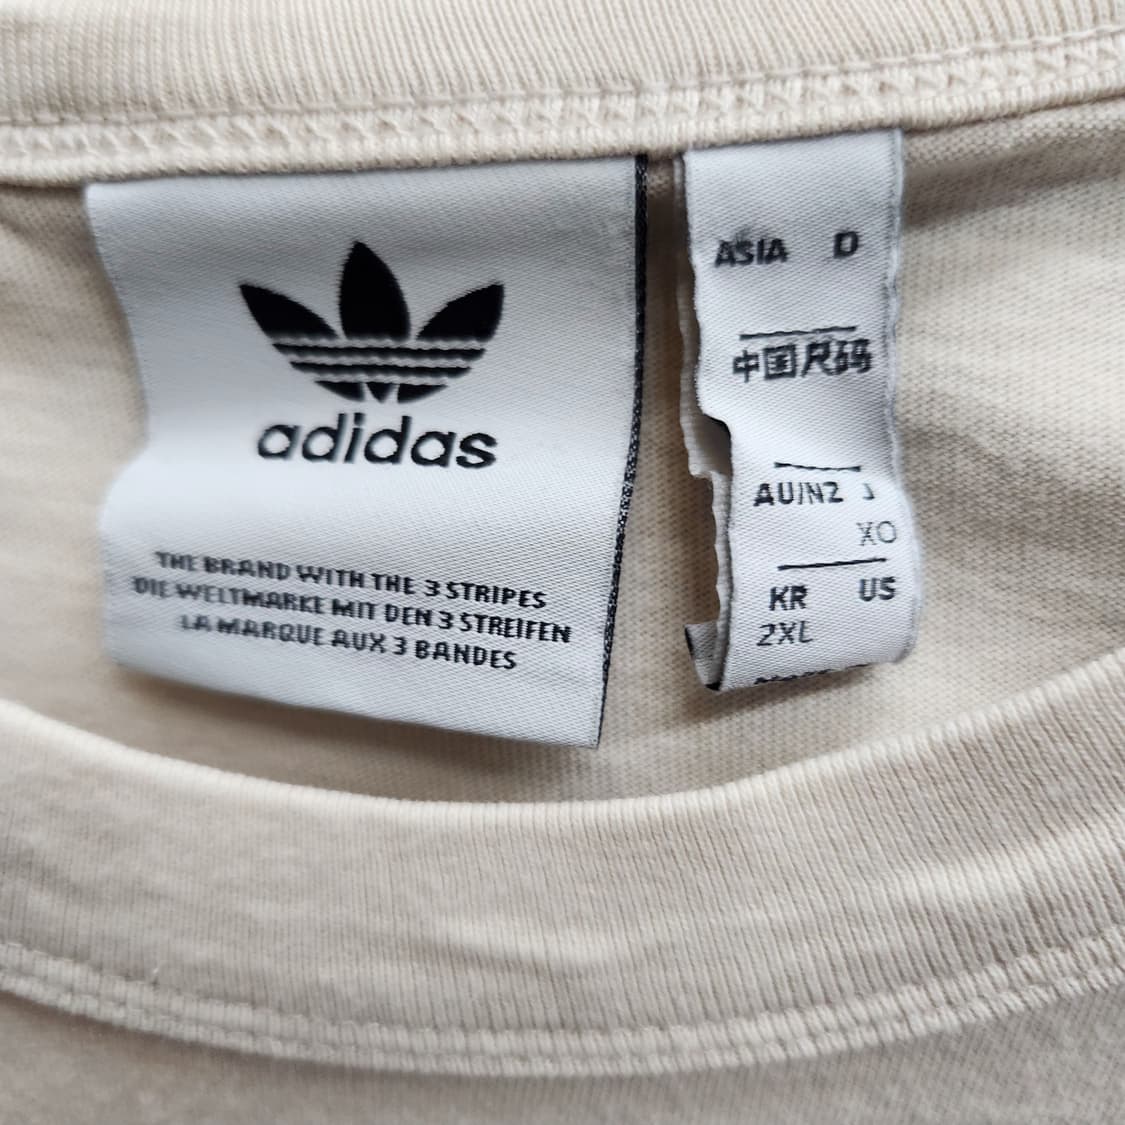 adidas
THE BRAND WITH THE 3 STRIPES
DIE WELTMARKE MIT DEN 3 STREIFEN
LA MARQUE AUX 3 BANDES
ASIA D
中国尺码
AU/NZ J
XO
KR US
2XL